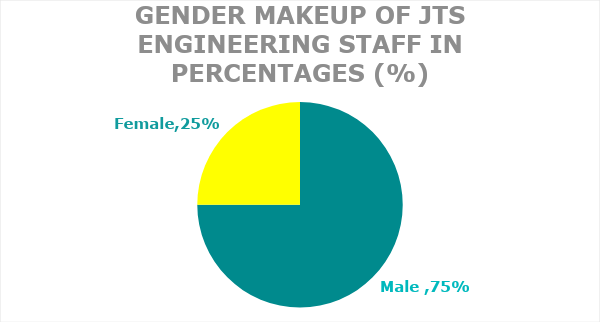 GENDER MAKEUP OF JTS
ENGINEERING STAFF IN
PERCENTAGES (%)
Female,25%
Male ,75%